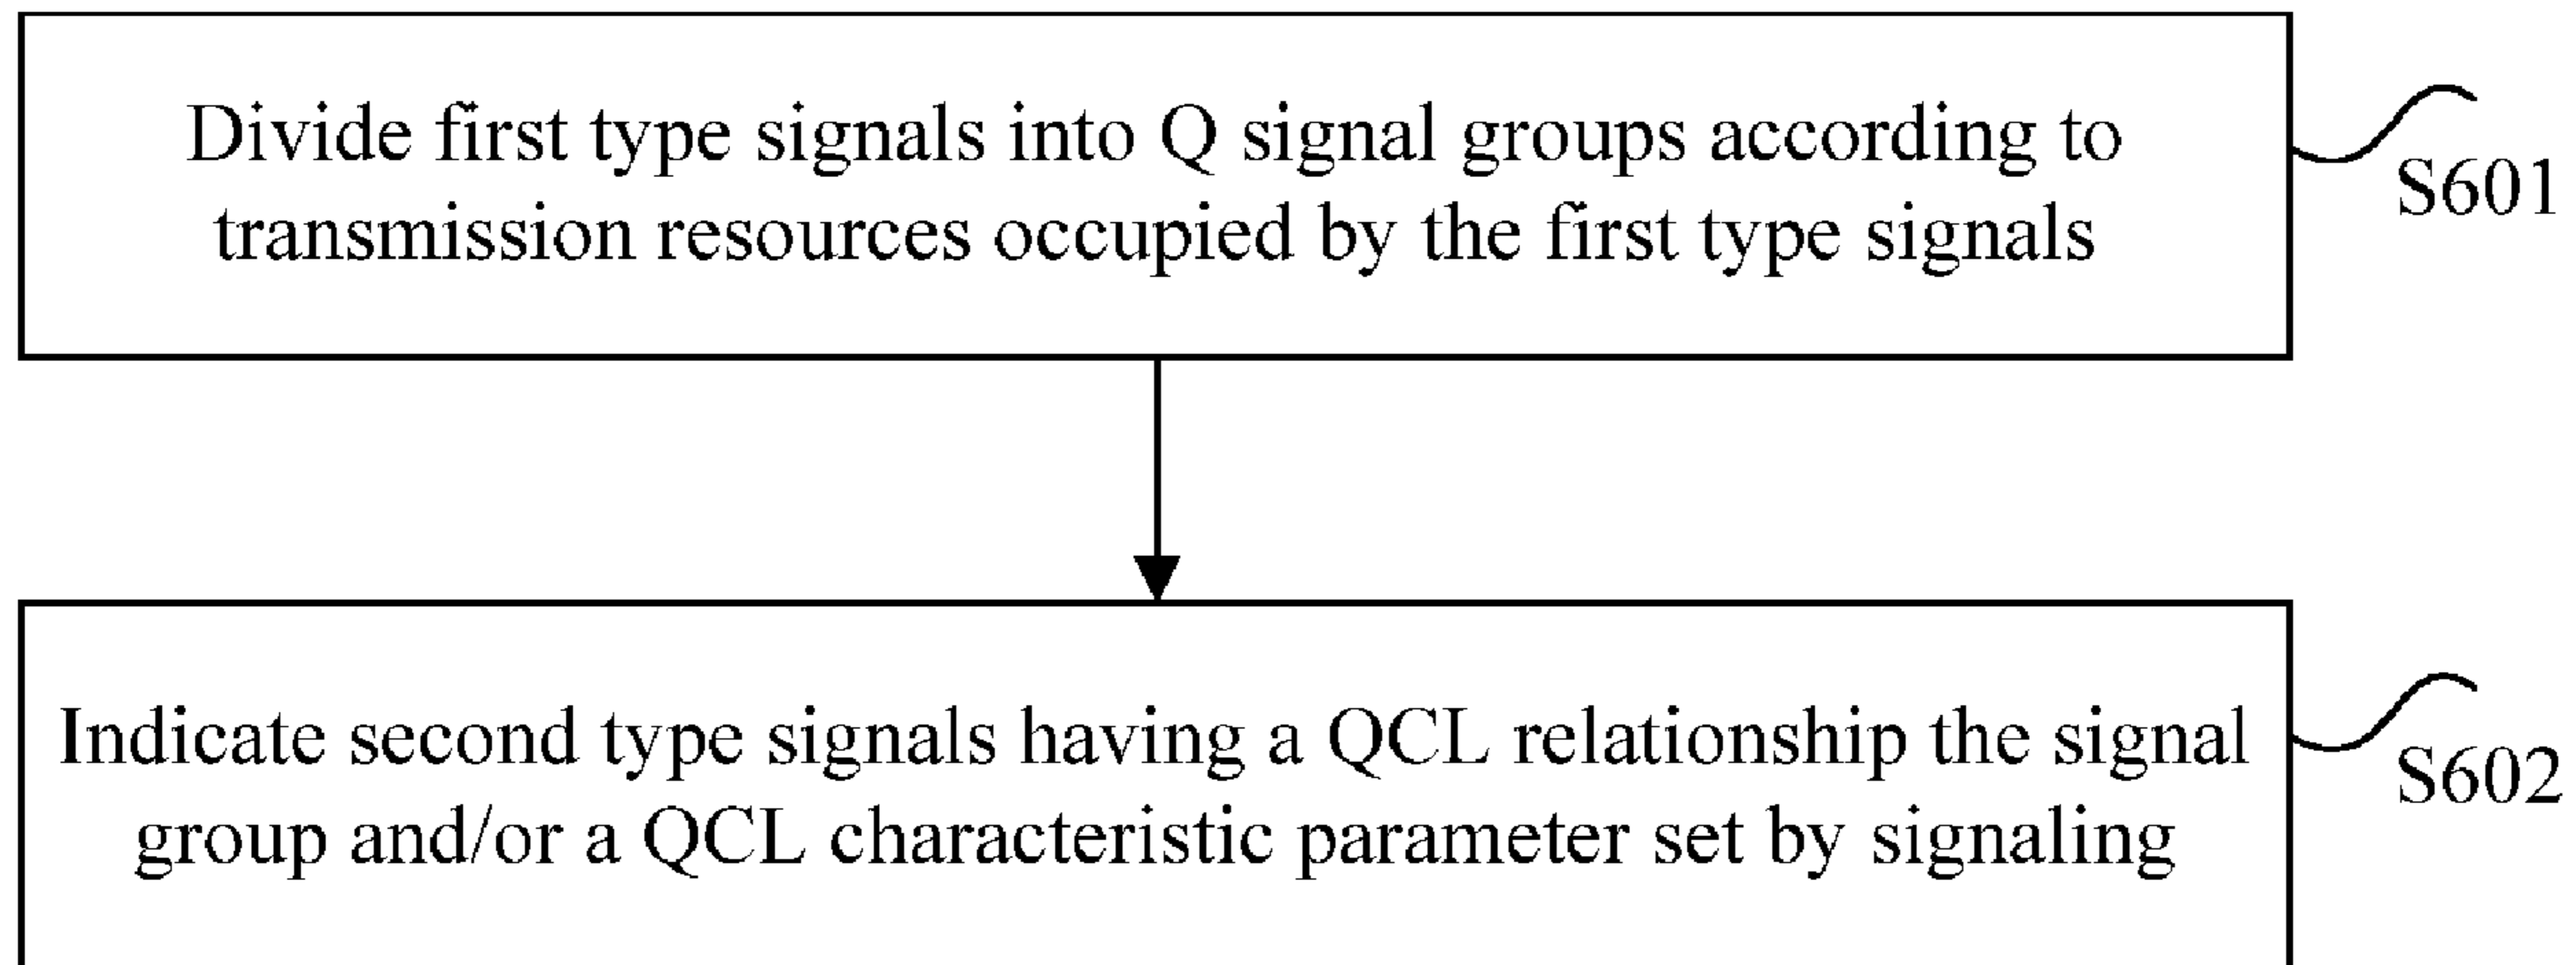 Divide first type signals into Q signal groups according to
transmission resources occupied by the first type signals
S601
Indicate second type signals having a QCL relationship the signal
group and/or a QCL characteristic parameter set by signaling
S602